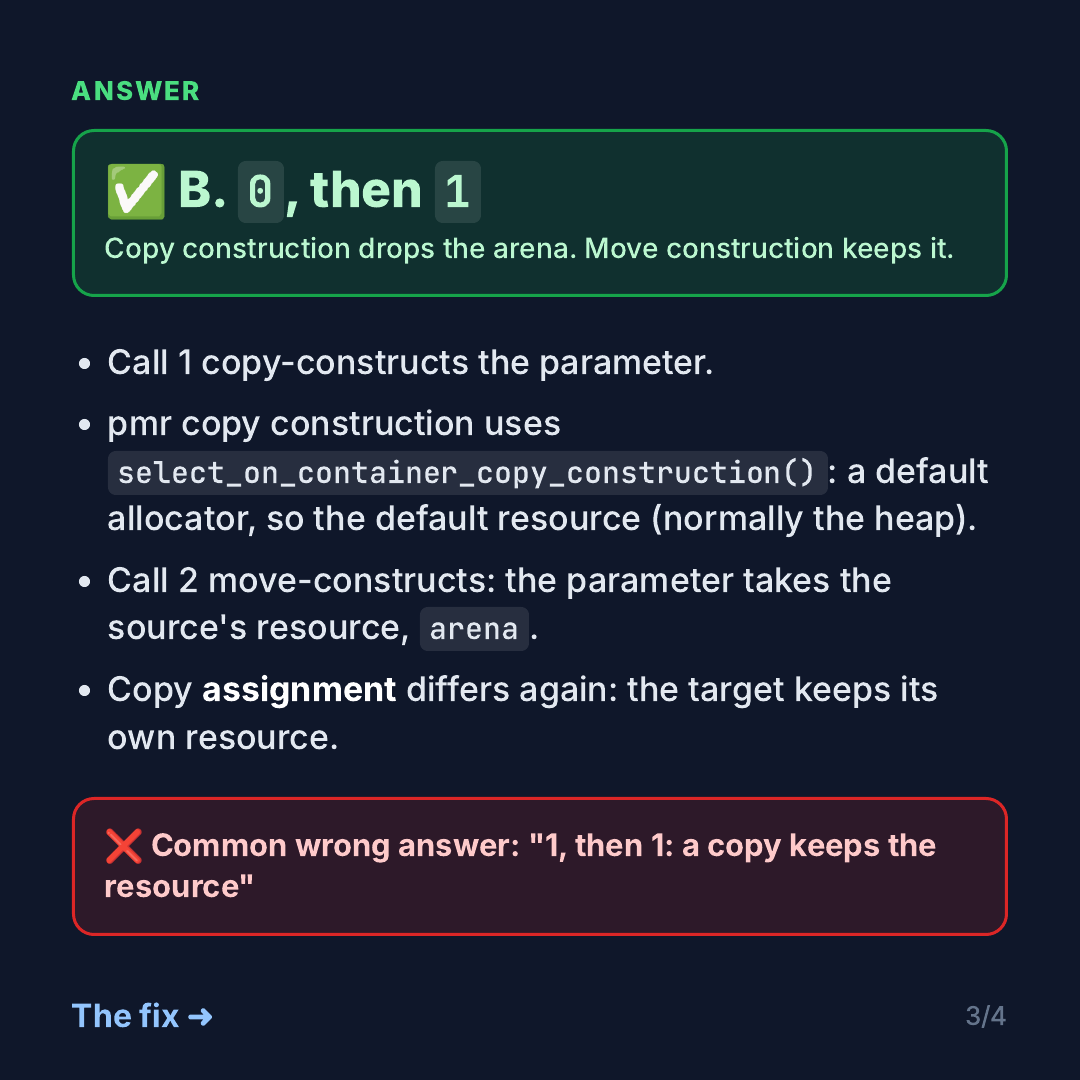 ANSWER
✅ B. 0, then 1
Copy construction drops the arena. Move construction keeps it.
• Call 1 copy-constructs the parameter.
• pmr copy construction uses
select_on_container_copy_construction(): a default
allocator, so the default resource (normally the heap).
• Call 2 move-constructs: the parameter takes the
source's resource, arena.
• Copy assignment differs again: the target keeps its
own resource.
❌ Common wrong answer: "1, then 1: a copy keeps the
resource"
The fix ➜
3/4